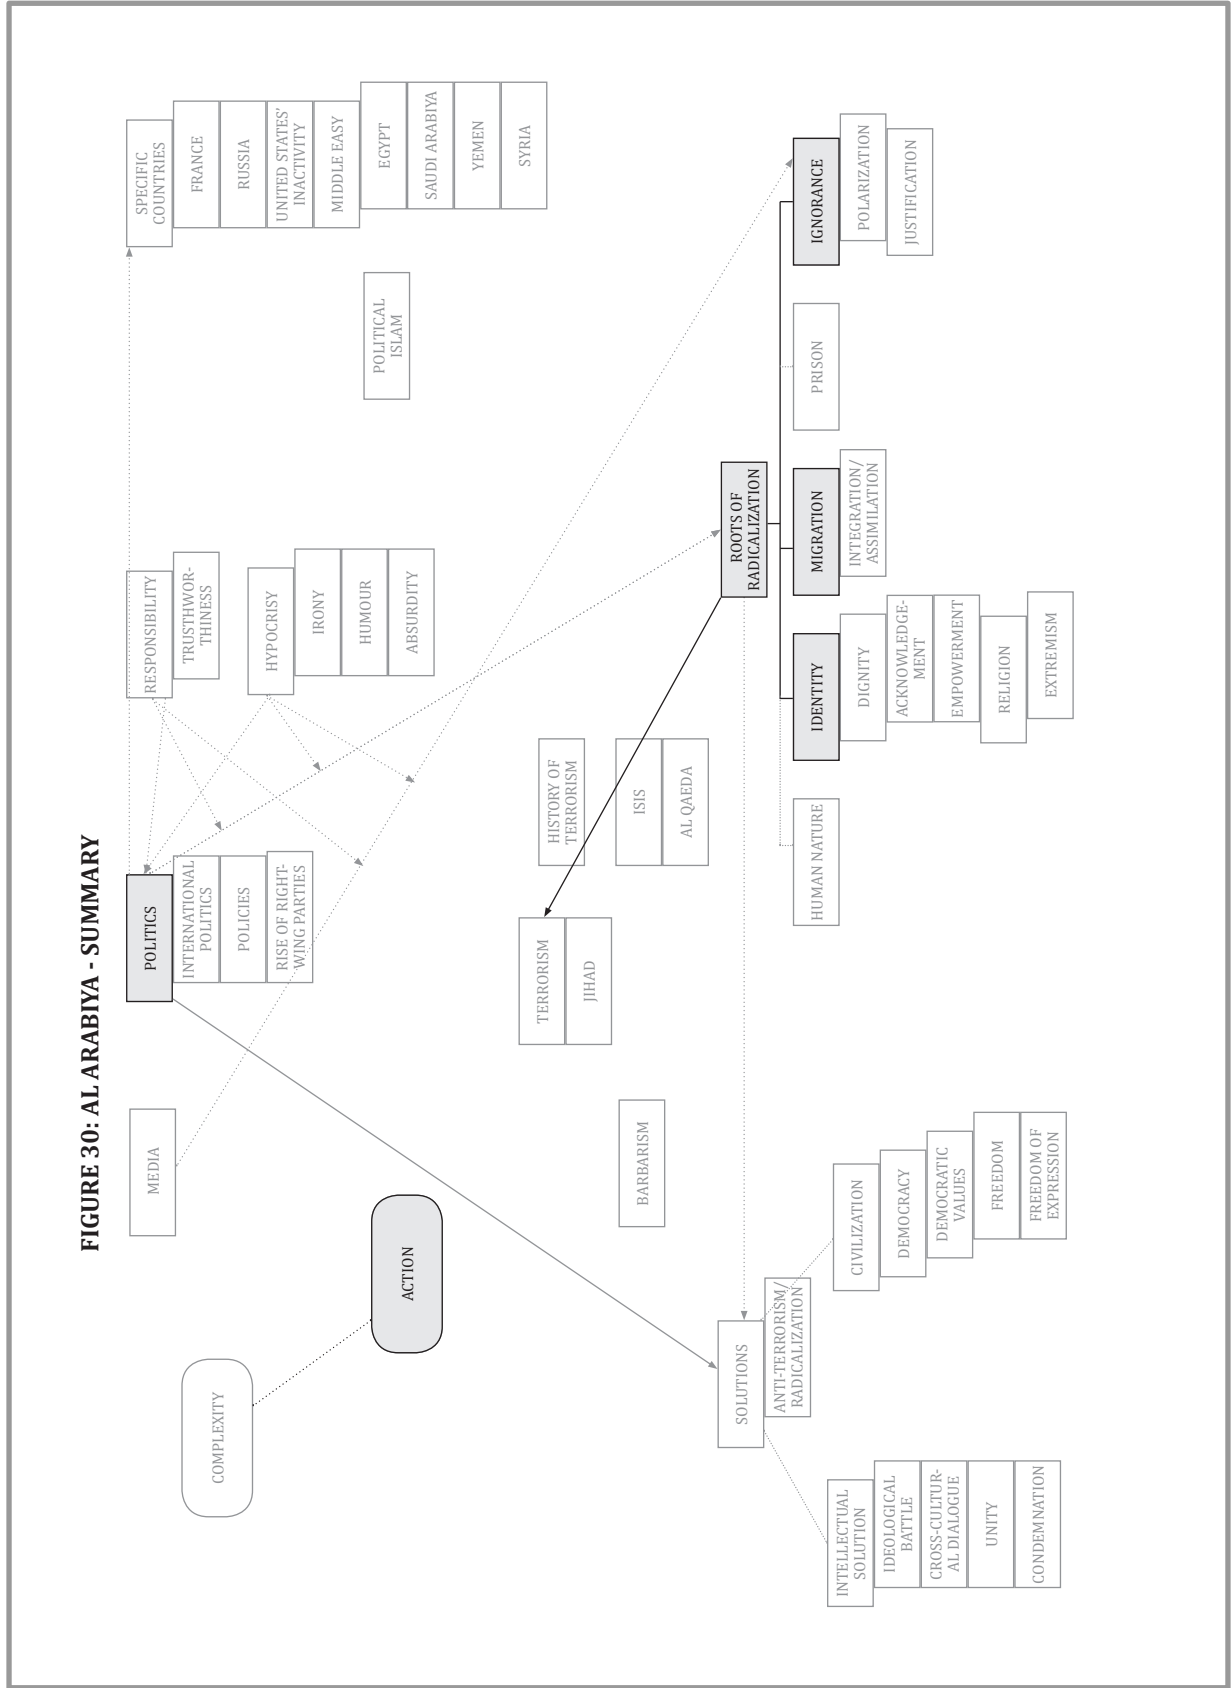 FIGURE 30: AL ARABIYA - SUMMARY
COMPLEXITY
ACTION
MEDIA
POLITICS
INTERNATIONAL
POLITICS
POLICIES
RISE OF RIGHT-
WING PARTIES
RESPONSIBILITY
TRUSTHWOR-
THINESS
HYPOCRISY
IRONY
HUMOUR
ABSURDITY
SPECIFIC
COUNTRIES
FRANCE
RUSSIA
UNITED STATES'
INACTIVITY
MIDDLE EASY
EGYPT
SAUDI ARABIYA
YEMEN
SYRIA
POLITICAL
ISLAM
TERRORISM
JIHAD
HISTORY OF
TERRORISM
ISIS
AL QAEDA
BARBARISM
SOLUTIONS
ANTI-TERRORISM/
RADICALIZATION
INTELLECTUAL
SOLUTION
IDEOLOGICAL
BATTLE
CROSS-CULTUR-
AL DIALOGUE
UNITY
CONDEMNATION
CIVILIZATION
DEMOCRACY
DEMOCRATIC
VALUES
FREEDOM
FREEDOM OF
EXPRESSION
ROOTS OF
RADICALIZATION
HUMAN NATURE
IDENTITY
DIGNITY
ACKNOWLEDGE-
MENT
EMPOWERMENT
RELIGION
EXTREMISM
MIGRATION
INTEGRATION/
ASSIMILATION
PRISON
IGNORANCE
POLARIZATION
JUSTIFICATION